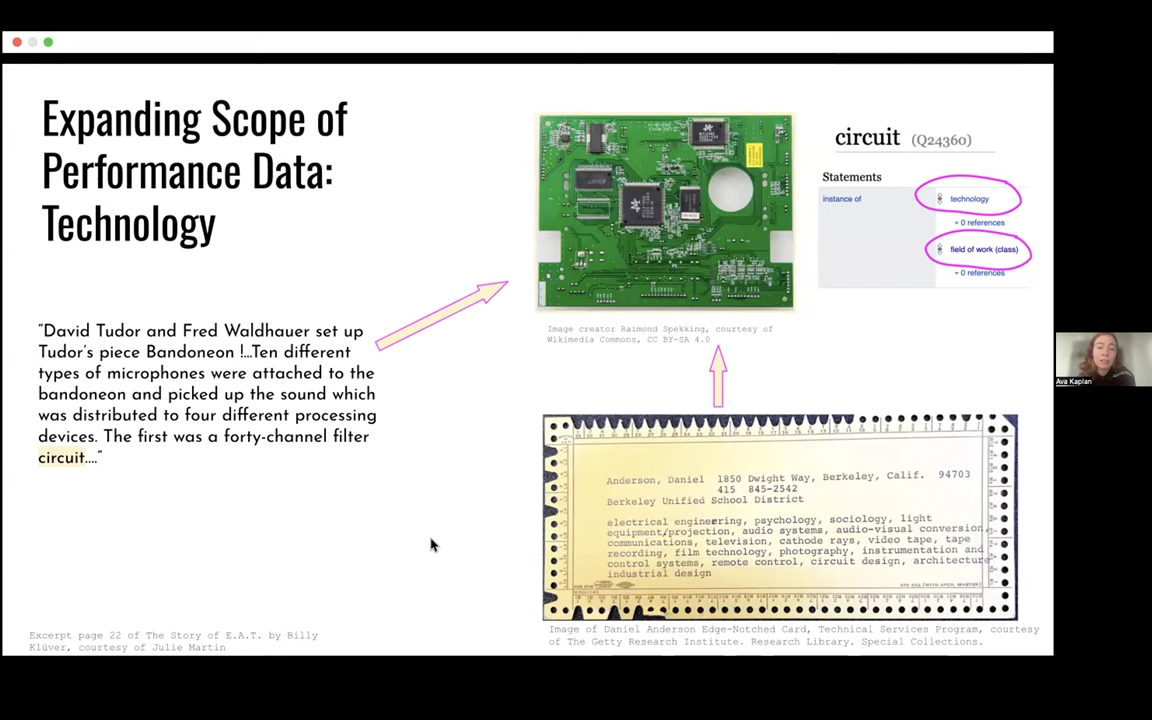 Expanding Scope of
Performance Data:
Technology
“David Tudor and Fred Waldhauer set up
Tudor’s piece Bandoneon !...Ten different
types of microphones were attached to the
bandoneon and picked up the sound which
was distributed to four different processing
devices. The first was a forty-channel filter
circuit....”
Excerpt page 22 of The Story of E.A.T. by Billy
Klüver, courtesy of Julie Martin
Image creator Raimond Spekking, courtesy of
Wikimedia Commons, CC BY-SA 4.0
circuit (Q24360)
Statements
instance of
technology
0 references
field of work (class)
0 references
Anderson, Daniel 1850 Dwight Way, Berkeley, Calif. 94703
415 845-2542
Berkeley Unified School District
electrical engineering, psychology, sociology, light
equipment/projection, audio systems, audio-visual conversion,
communications, television, cathode rays, video tape, tape
recording, film technology, photography, instrumentation and
control systems, remote control, circuit design, architecture
industrial design
Image of Daniel Anderson Edge-Notched Card, Technical Services Program, courtesy
of The Getty Research Institute. Research Library. Special Collections.
Ava Kaplan